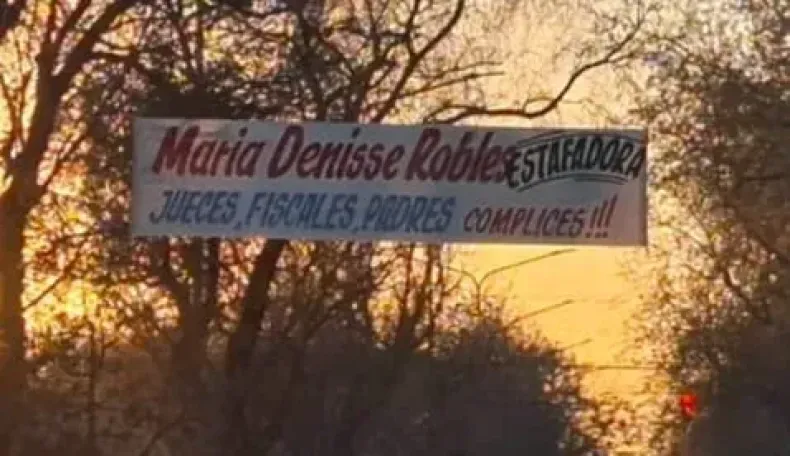 Maria Denisse Robles ESTAFADORA
JUECES, FISCALES, PADRES COMPLICES!!!